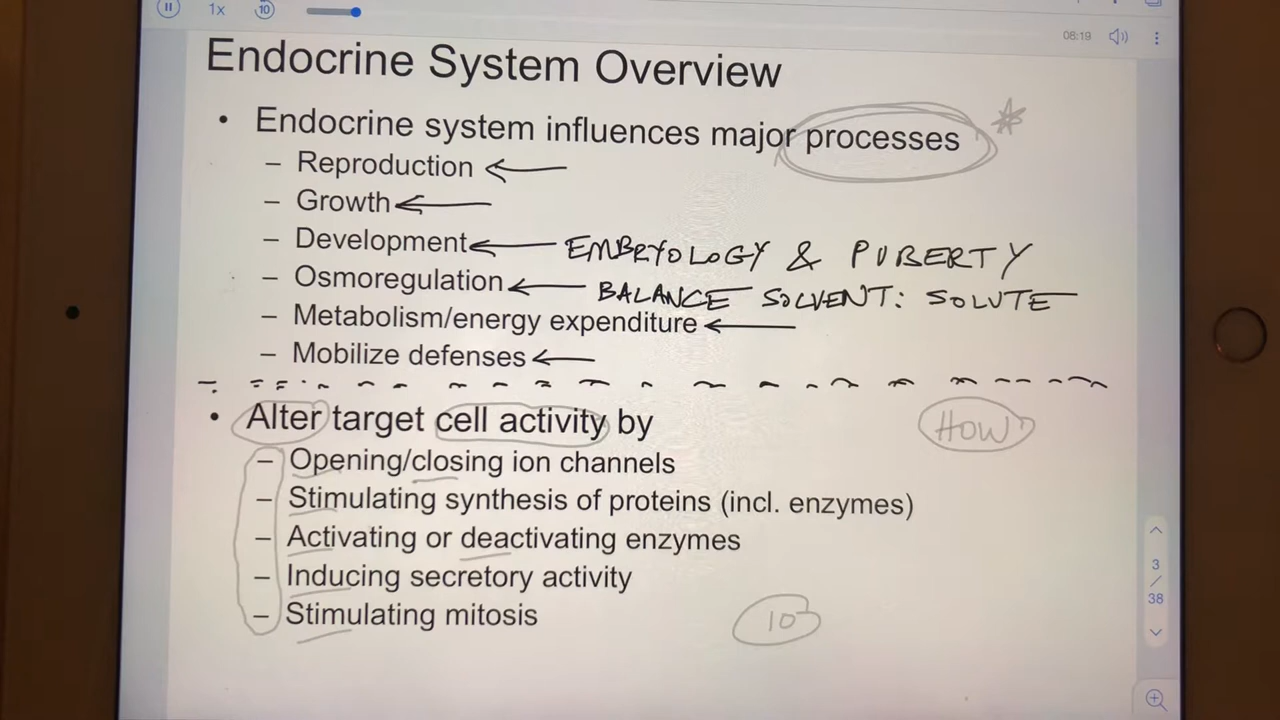 1x
10
08:19
Endocrine System Overview
• Endocrine system influences major processes
– Reproduction
– Growth
– Development EMBRYOLOGY & PUBERTY
– Osmoregulation BALANCE SOLVENT: SOLUTE
– Metabolism/energy expenditure
– Mobilize defenses
• Alter target cell activity by HOW?
– Opening/closing ion channels
– Stimulating synthesis of proteins (incl. enzymes)
– Activating or deactivating enzymes
– Inducing secretory activity
– Stimulating mitosis
10
3
/
38